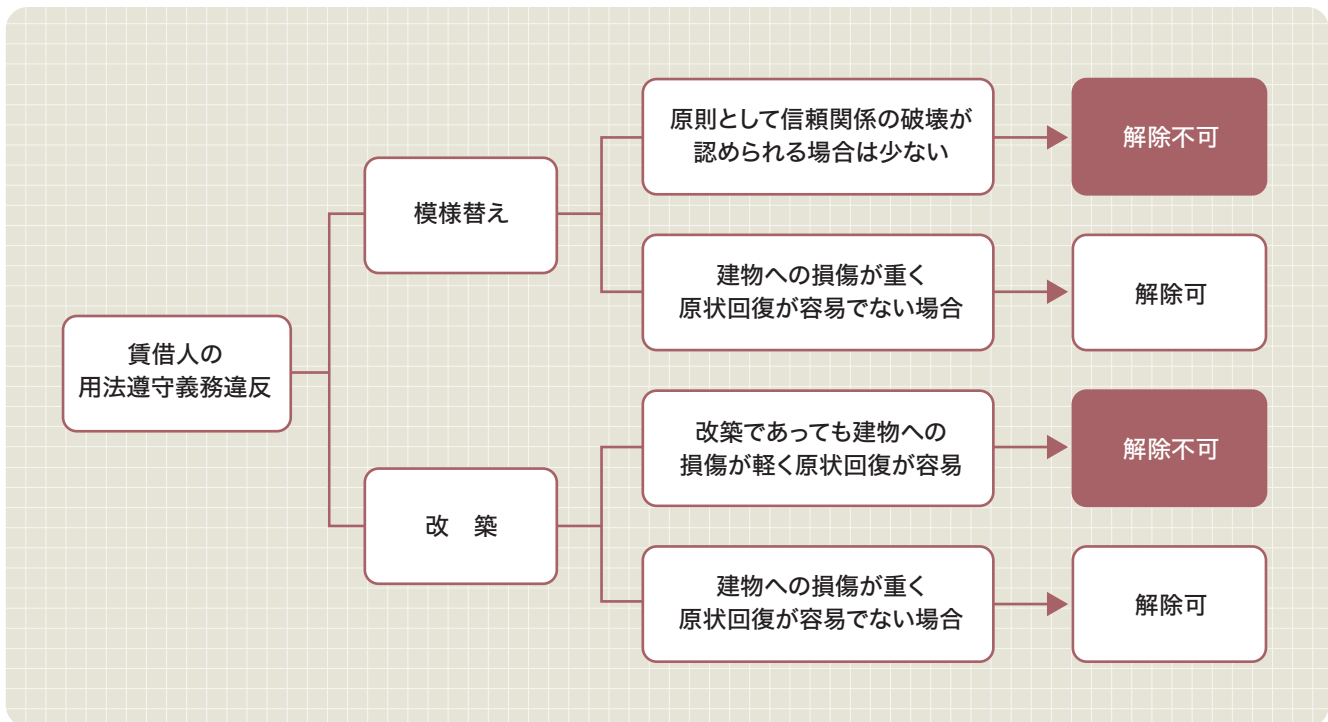 賃借人の
用法遵守義務違反
模様替え
原則として信頼関係の破壊が
認められる場合は少ない
解除不可
建物への損傷が重く
原状回復が容易でない場合
解除可
改　築
改築であっても建物への
損傷が軽く原状回復が容易
解除不可
建物への損傷が重く
原状回復が容易でない場合
解除可